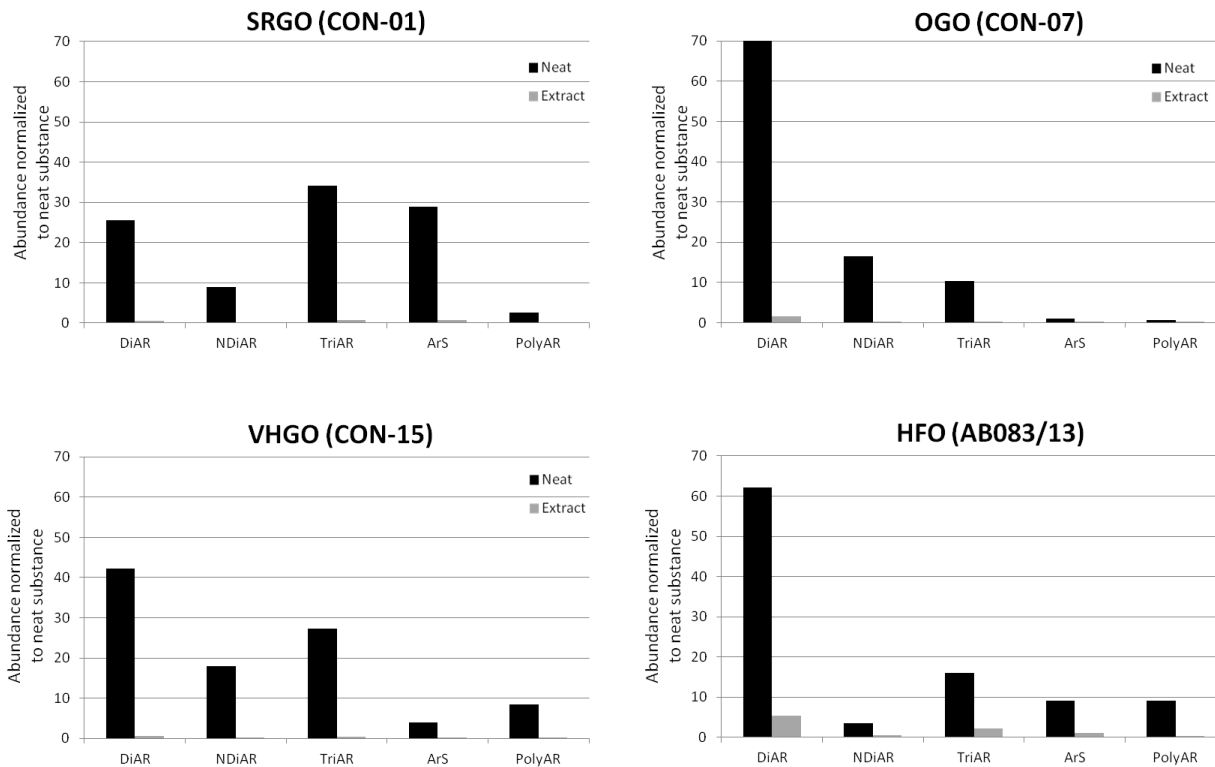 SRGO (CON-01)
Abundance normalized
to neat substance
70
60
50
40
30
20
10
0
Neat
Extract
DiAR NDiAR TriAR ArS PolyAR
OGO (CON-07)
Abundance normalized
to neat substance
70
60
50
40
30
20
10
0
Neat
Extract
DiAR NDiAR TriAR ArS PolyAR
VHGO (CON-15)
Abundance normalized
to neat substance
70
60
50
40
30
20
10
0
Neat
Extract
DiAR NDiAR TriAR ArS PolyAR
HFO (AB083/13)
Abundance normalized
to neat substance
70
60
50
40
30
20
10
0
Neat
Extract
DiAR NDiAR TriAR ArS PolyAR